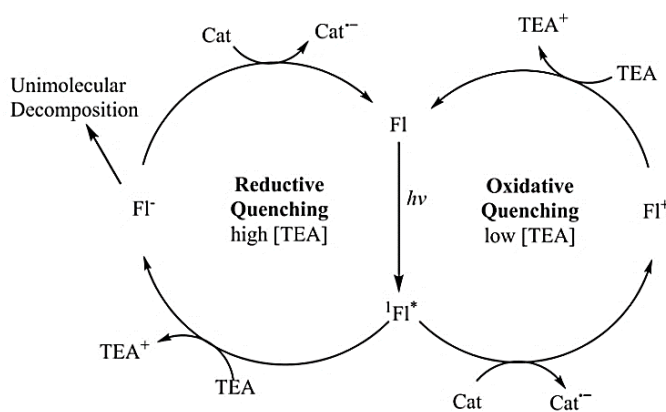 TEA⁺
Cat
Cat•−
TEA
Unimolecular
Decomposition
Fl
Reductive
Quenching
high [TEA]
hν
Oxidative
Quenching
low [TEA]
Fl-
Fl+
¹Fl*
TEA⁺
TEA
Cat
Cat•−